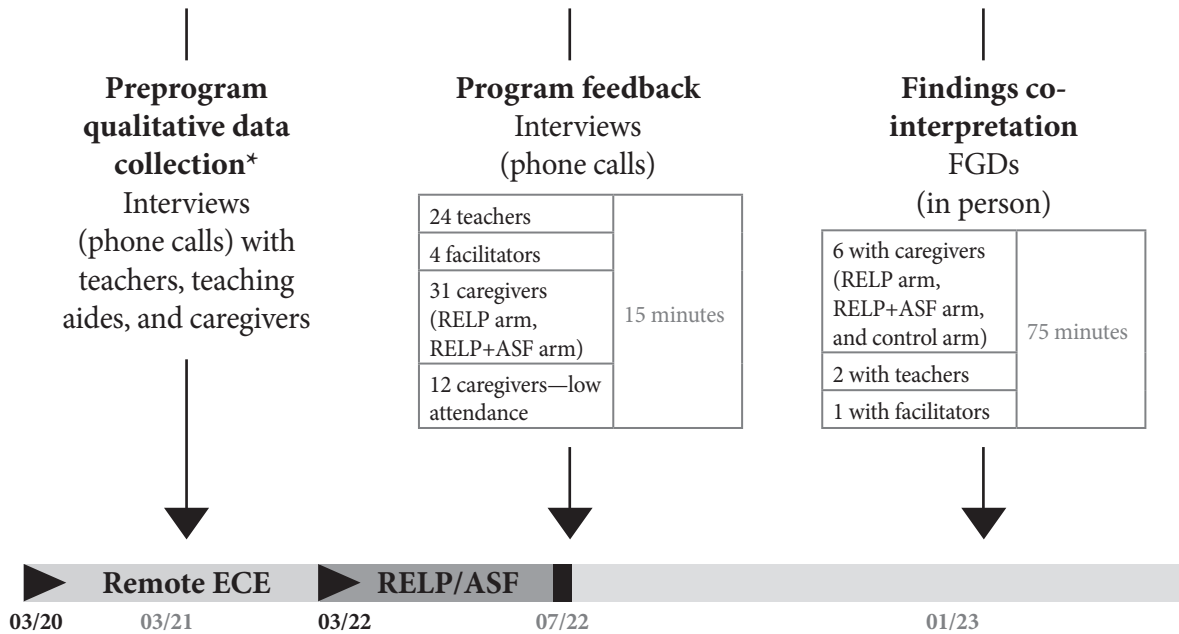 Preprogram
qualitative data
collection*
Interviews
(phone calls) with
teachers, teaching
aides, and caregivers
Program feedback
Interviews
(phone calls)
24 teachers
4 facilitators
31 caregivers
(RELP arm,
RELP+ASF arm)
12 caregivers—low
attendance
15 minutes
Findings co-
interpretation
FGDs
(in person)
6 with caregivers
(RELP arm,
RELP+ASF arm,
and control arm)
2 with teachers
1 with facilitators
75 minutes
Remote ECE
RELP/ASF
03/20
03/21
03/22
07/22
01/23